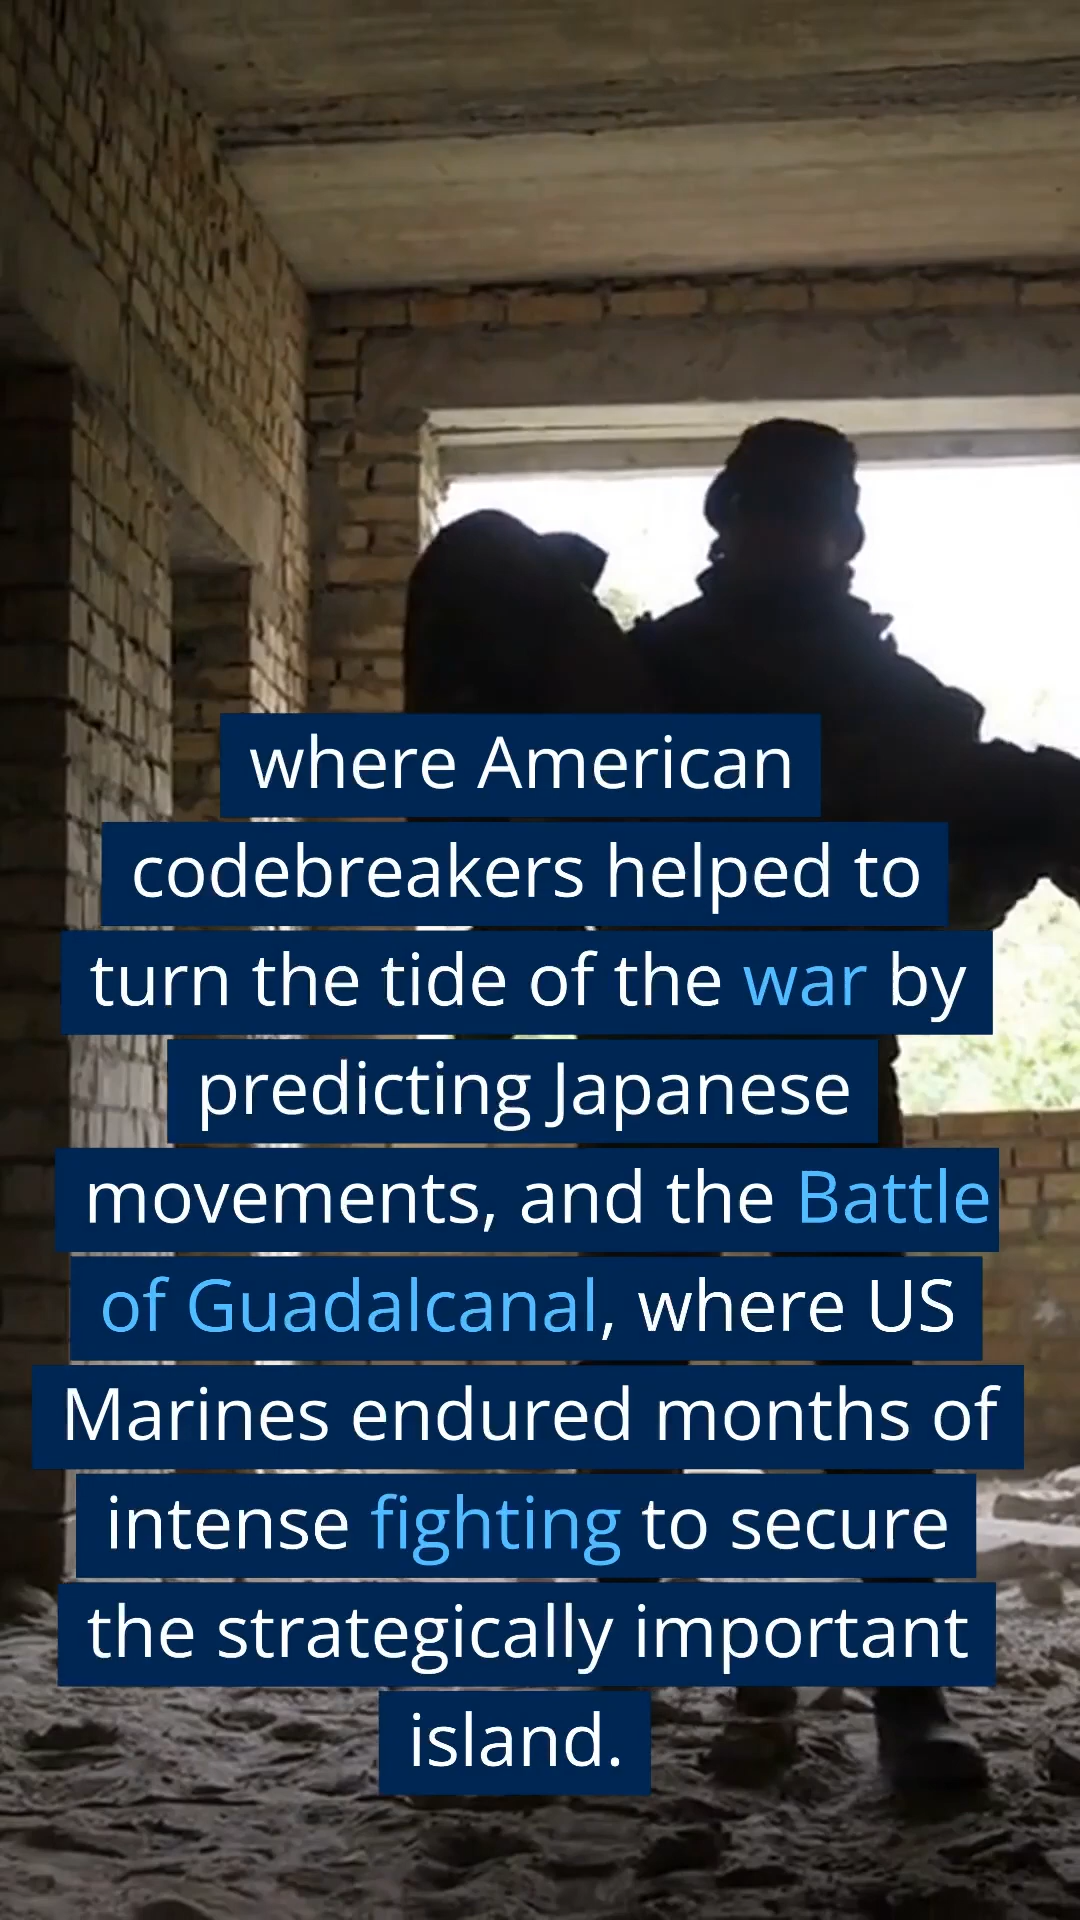 where American
codebreakers helped to
turn the tide of the war by
predicting Japanese
movements, and the Battle
of Guadalcanal, where US
Marines endured months of
intense fighting to secure
the strategically important
island.